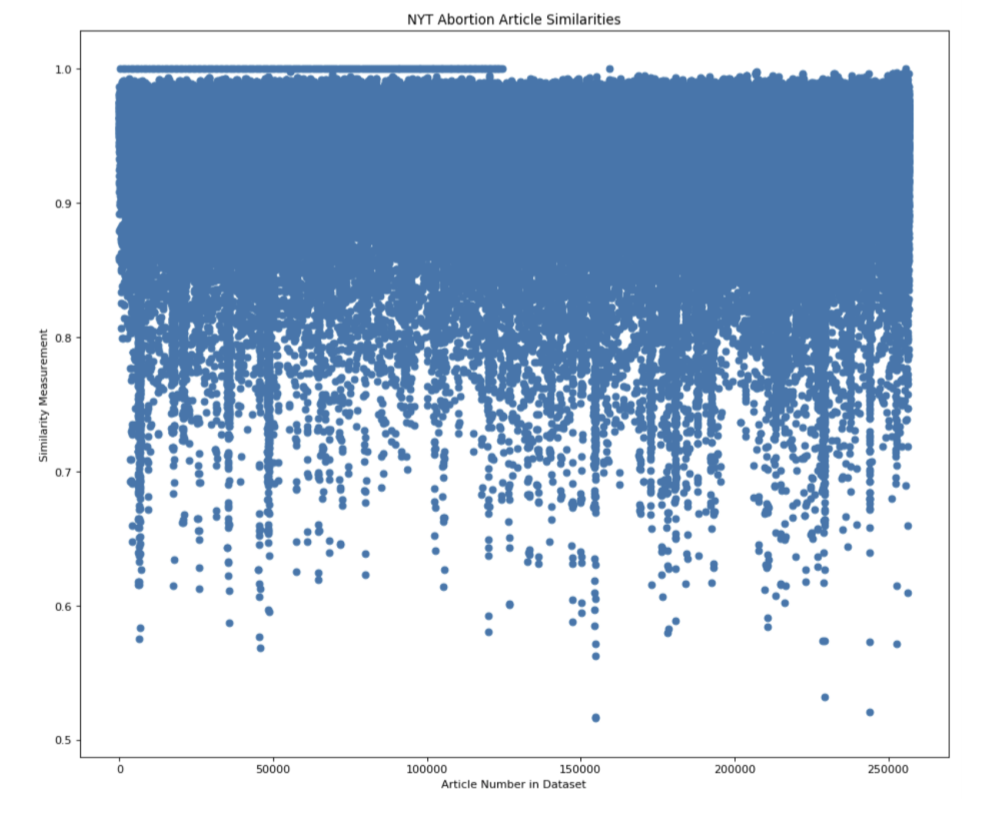 NYT Abortion Article Similarities
1.0
0.9
0.8
0.7
0.6
0.5
Similarity Measurement
0 50000 100000 150000 200000 250000
Article Number in Dataset